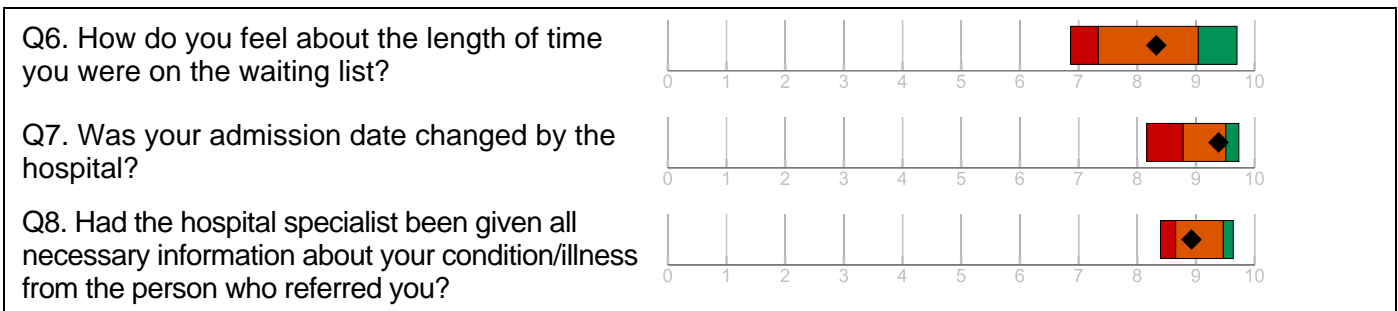 Q6. How do you feel about the length of time
you were on the waiting list?
0 1 2 3 4 5 6 7 8 9 10
Q7. Was your admission date changed by the
hospital?
0 1 2 3 4 5 6 7 8 9 10
Q8. Had the hospital specialist been given all
necessary information about your condition/illness
from the person who referred you?
0 1 2 3 4 5 6 7 8 9 10